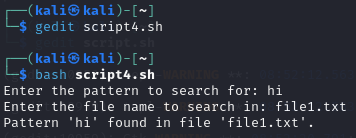 ┌──(kali㉿kali)-[~]
└─$ gedit script4.sh
┌──(kali㉿kali)-[~]
└─$ bash script4.sh
Enter the pattern to search for: hi
Enter the file name to search in: file1.txt
Pattern 'hi' found in file 'file1.txt'.